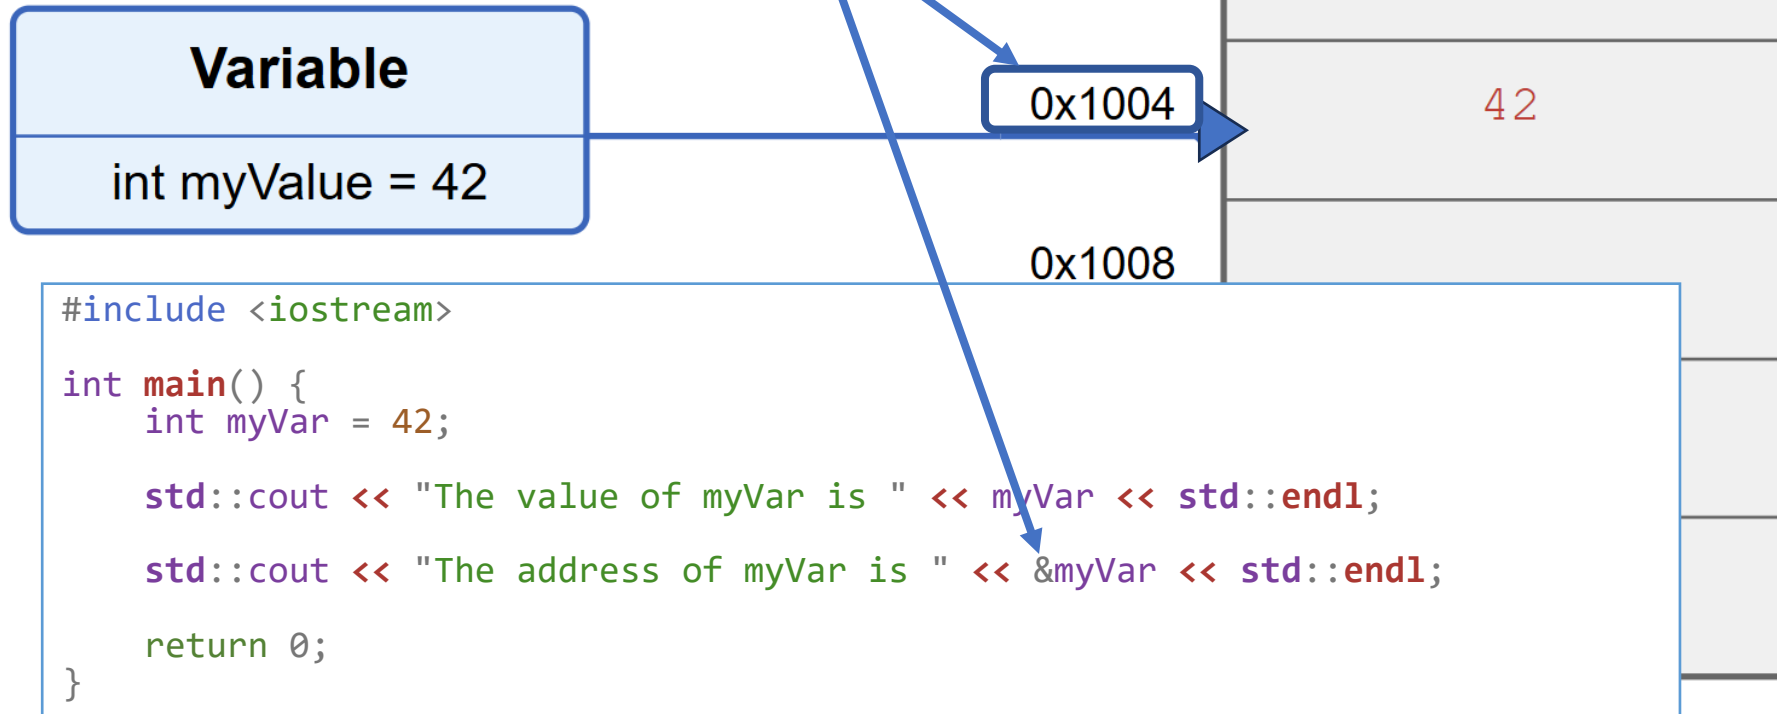 Variable
int myValue = 42
0x1004
42
0x1008
#include <iostream>
int main() {
    int myVar = 42;
    std::cout << "The value of myVar is " << myVar << std::endl;
    std::cout << "The address of myVar is " << &myVar << std::endl;
    return 0;
}